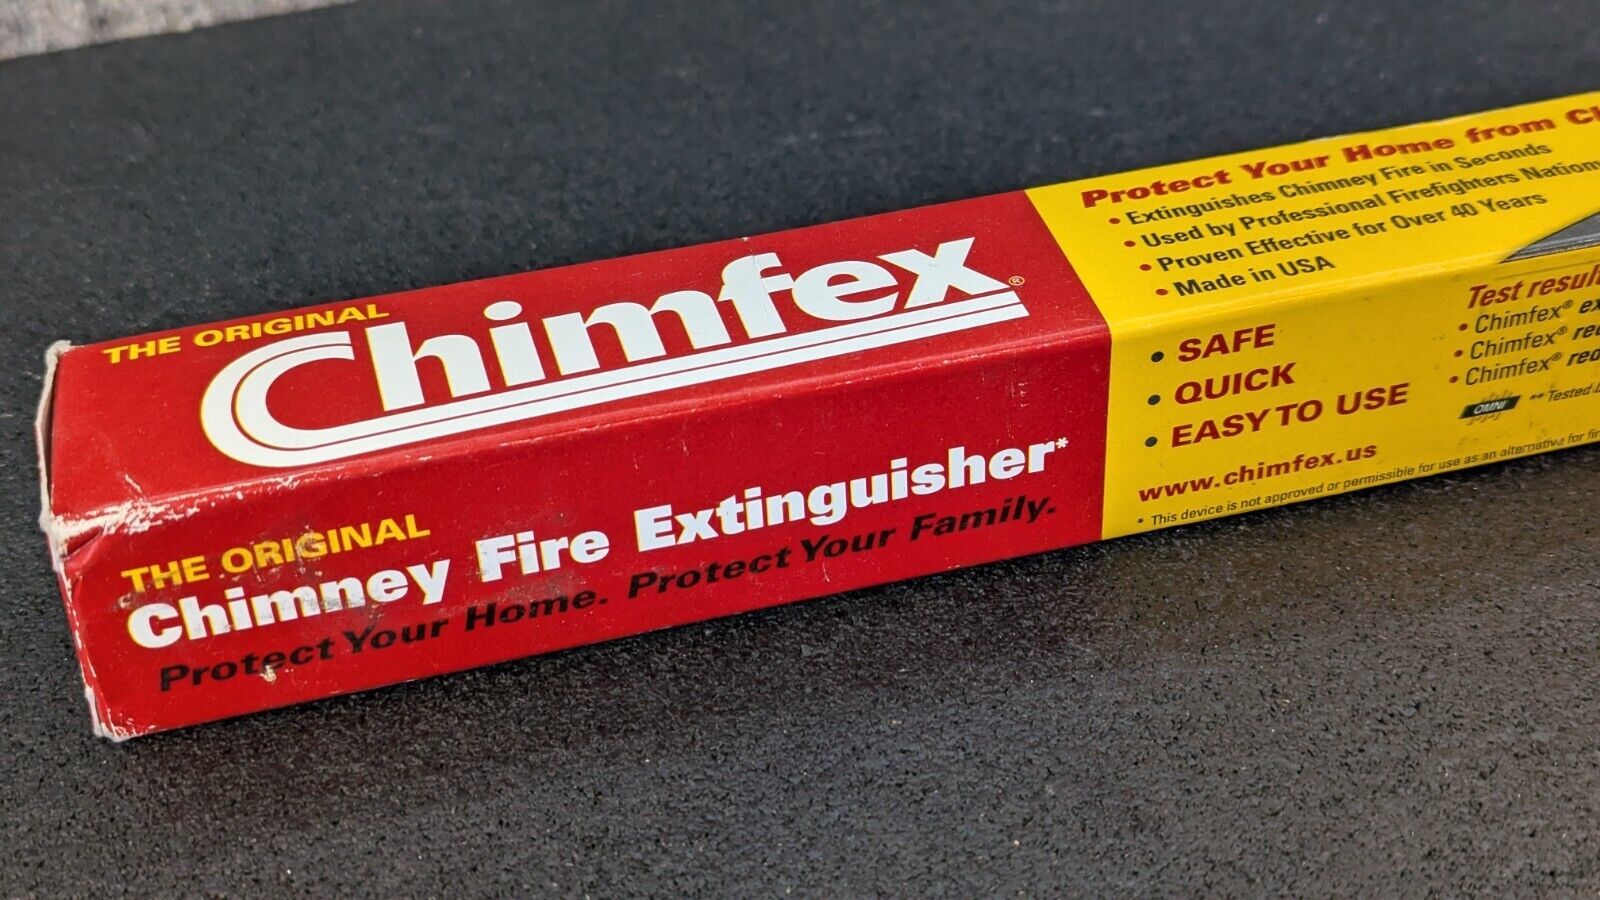 THE ORIGINAL
Chimfex®
THE ORIGINAL
Chimney Fire Extinguisher*
Protect Your Home. Protect Your Family.
Protect Your Home from
• Extinguishes Chimney Fire in Seconds
• Used by Professional Firefighters
• Proven Effective for Over 40 Years
• Made in USA
• SAFE
• QUICK
• EASY TO USE
www.chimfex.us
* This device is not approved or permissible for use as an alternative for
Test
• Chimfex®
• Chimfex®
• Chimfex®
OMNI
** Tested